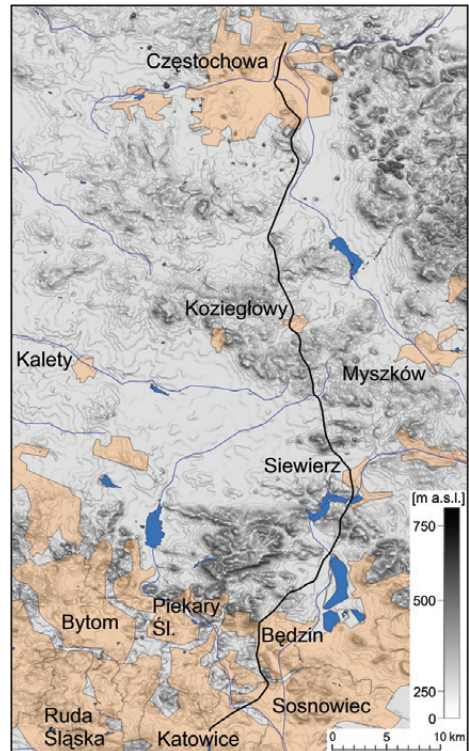 Częstochowa
Koziegłowy
Kalety
Myszków
Siewierz
[m a.s.l.]
750
500
250
0
Piekary
Śl.
Bytom
Będzin
Sosnowiec
Ruda
Śląska
Katowice
0 5 10 km